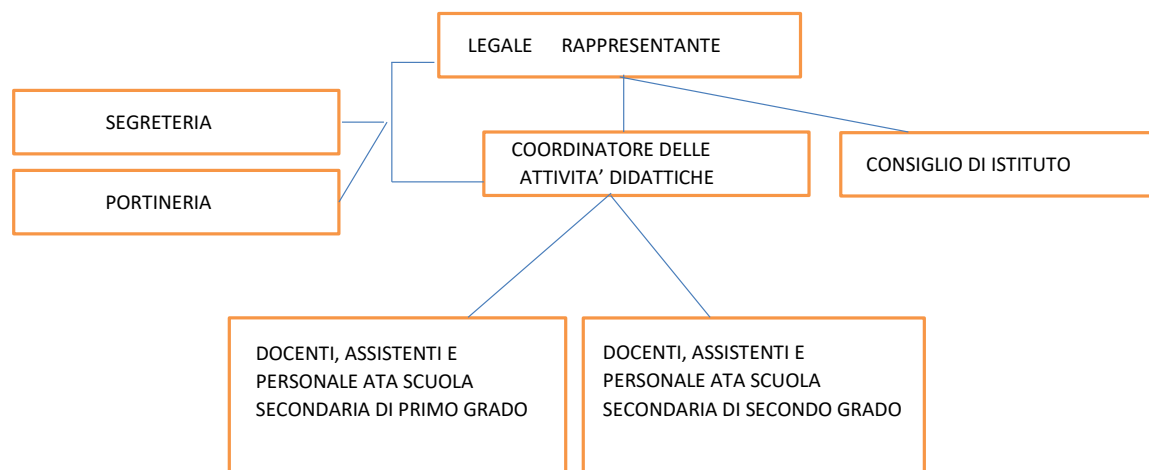 LEGALE RAPPRESENTANTE
SEGRETERIA
PORTINERIA
COORDINATORE DELLE
ATTIVITA’ DIDATTICHE
CONSIGLIO DI ISTITUTO
DOCENTI, ASSISTENTI E
PERSONALE ATA SCUOLA
SECONDARIA DI PRIMO GRADO
DOCENTI, ASSISTENTI E
PERSONALE ATA SCUOLA
SECONDARIA DI SECONDO GRADO